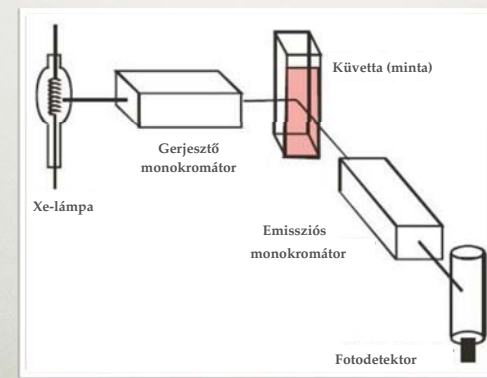 Küvetta (minta)
Gerjesztő
monokromátor
Xe-lámpa
Emissziós
monokromátor
Fotodetektor